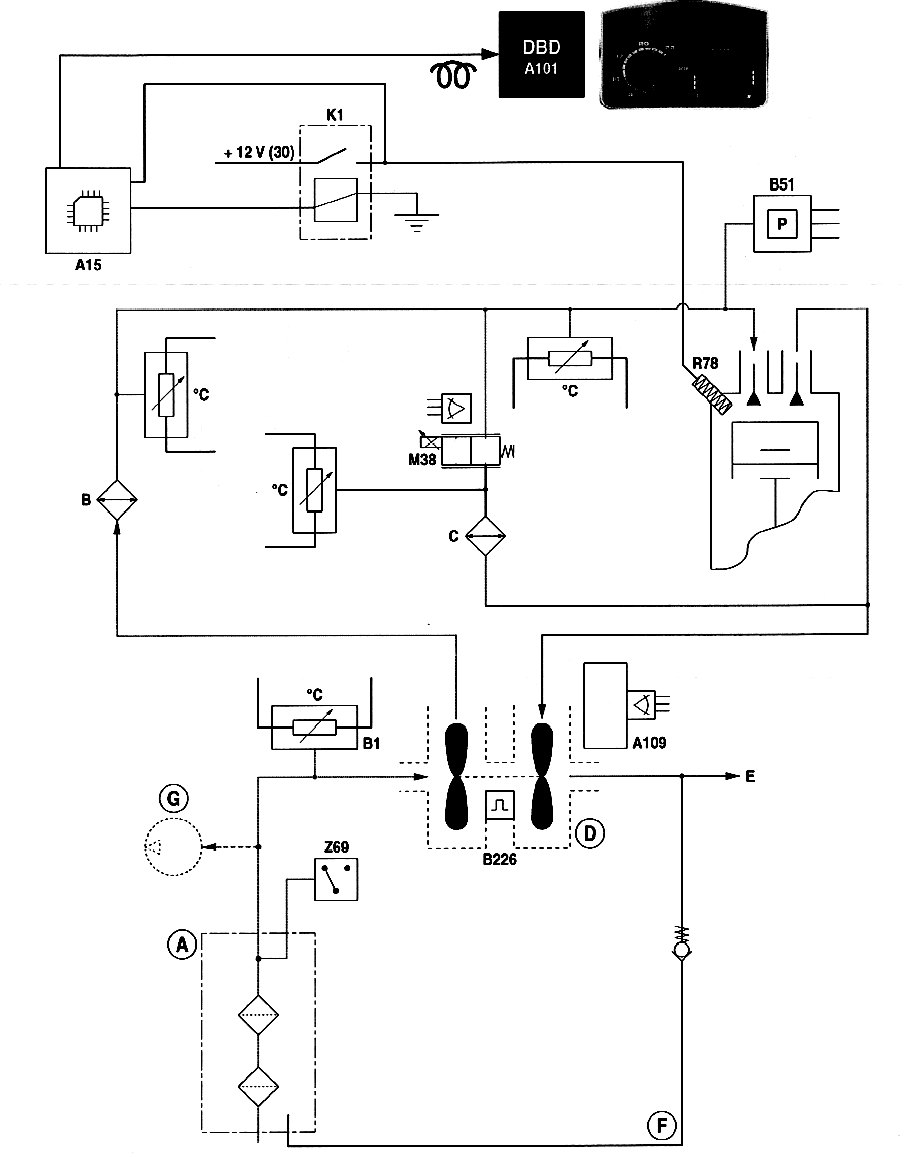 DBD
A101
K1
+ 12 V (30)
B51
P
A15
R78
°C
°C
M38
°C
B
C
°C
B1
A109
E
G
D
Z69
B226
A
F